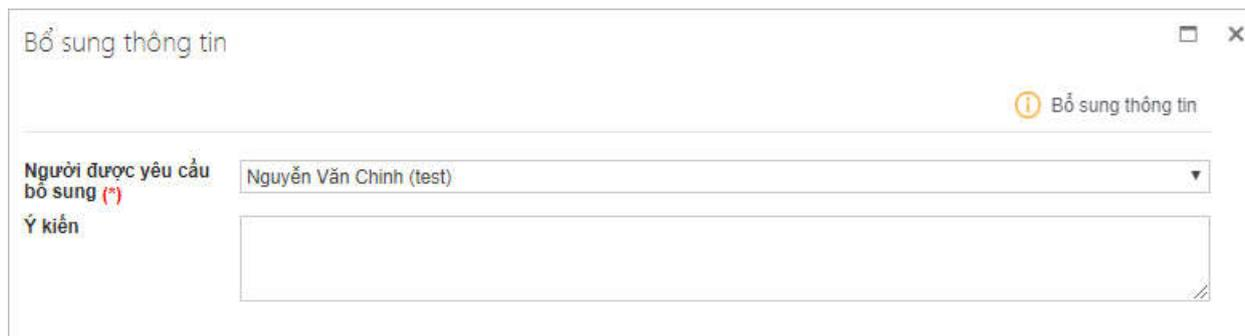 Bổ sung thông tin
Bổ sung thông tin
Người được yêu cầu
bổ sung (*)
Nguyễn Văn Chinh (test)
Ý kiến